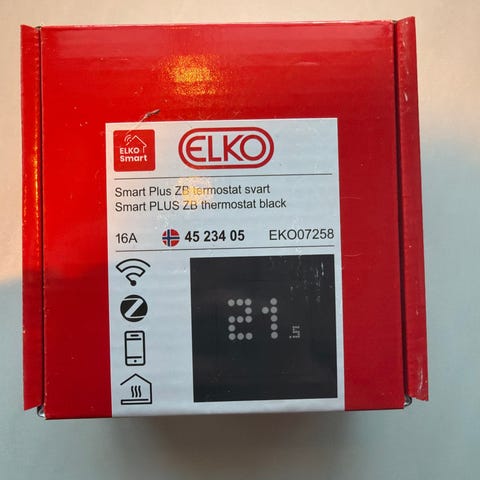 ELKO
Smart
ELKO
Smart Plus ZB termostat svart
Smart PLUS ZB thermostat black
16A 45 234 05 EKO07258
21